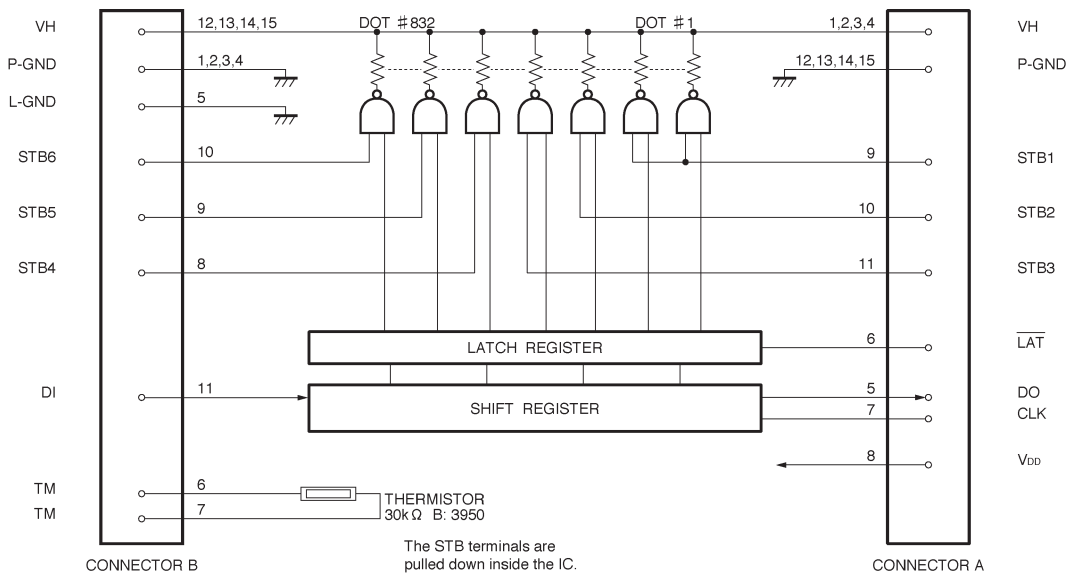 VH 12,13,14,15 DOT ♯832 DOT ♯1 1,2,3,4 VH
P-GND 1,2,3,4 12,13,14,15 P-GND
L-GND 5
STB6 10 9 STB1
STB5 9 10 STB2
STB4 8 11 STB3
LATCH REGISTER 6 LAT
DI 11 SHIFT REGISTER 5 DO
7 CLK
8 VDD
TM 6 THERMISTOR
TM 7 30kΩ B: 3950
The STB terminals are
pulled down inside the IC.
CONNECTOR B CONNECTOR A